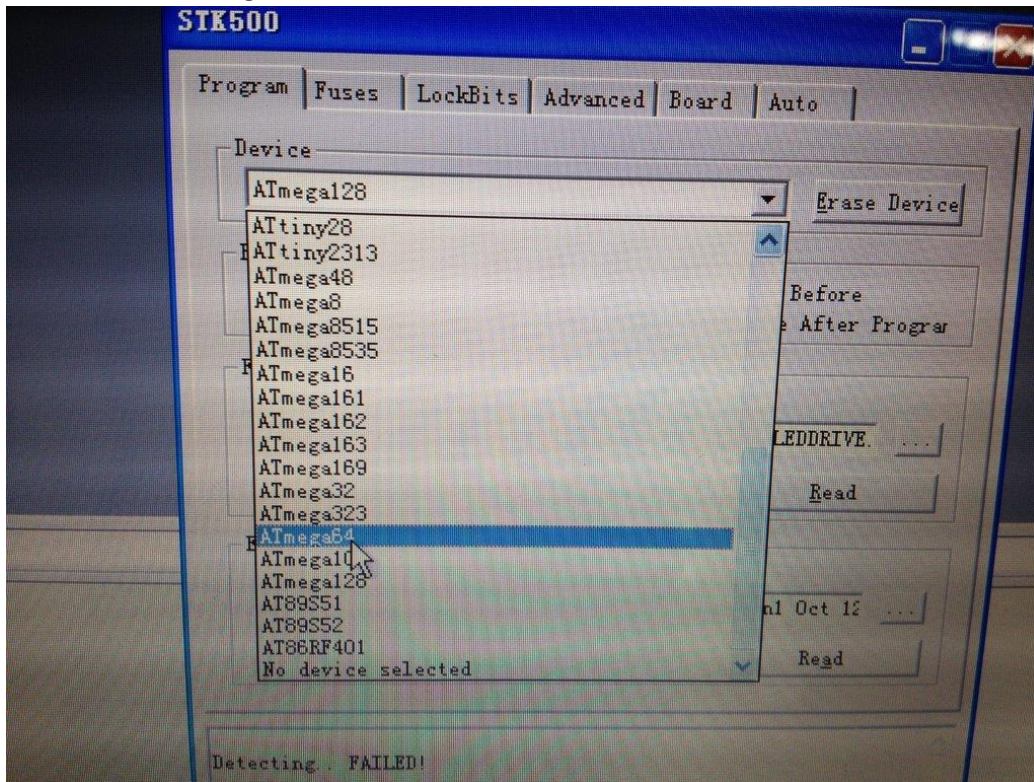 STK500
Program Fuses LockBits Advanced Board Auto
Device
ATmega128 Erase Device
ATtiny28
ATtiny2313
ATmega48
ATmega8 Before
ATmega8515 After Progra
ATmega8535
ATmega16
ATmega161
ATmega162
ATmega163 LEDDRIVE. ...
ATmega169
ATmega32 Read
ATmega323
ATmega64
ATmega10
ATmega128
AT89S51 Oct 12 ...
AT89S52
AT86RF401 Read
No device selected
Detecting.. FAILED!